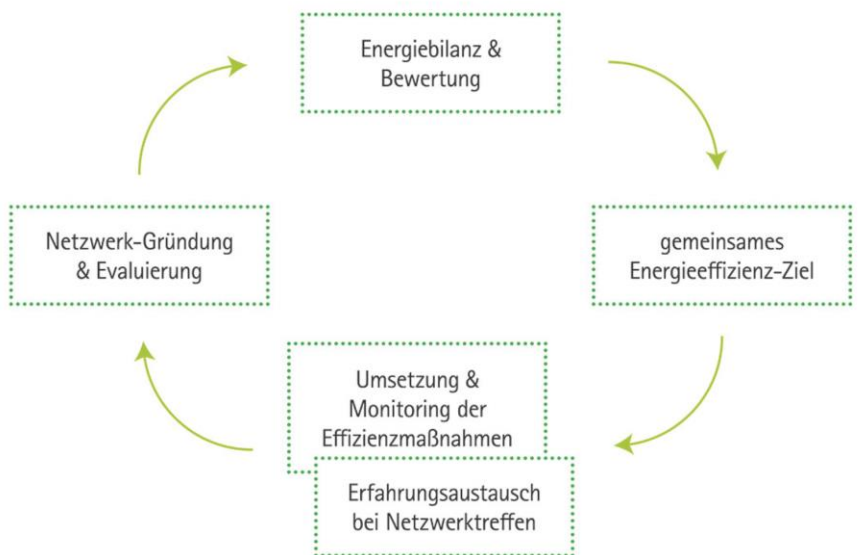 Energiebilanz &
Bewertung
gemeinsames
Energieeffizienz-Ziel
Umsetzung &
Monitoring der
Effizienzmaßnahmen
Erfahrungsaustausch
bei Netzwerktreffen
Netzwerk-Gründung
& Evaluierung